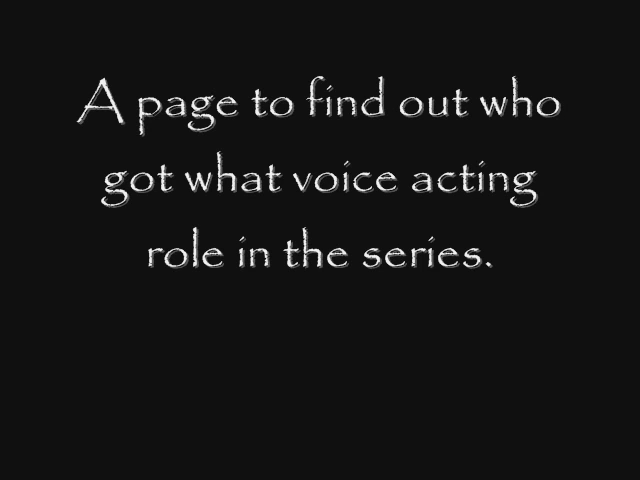 A page to find out who
got what voice acting
role in the series.